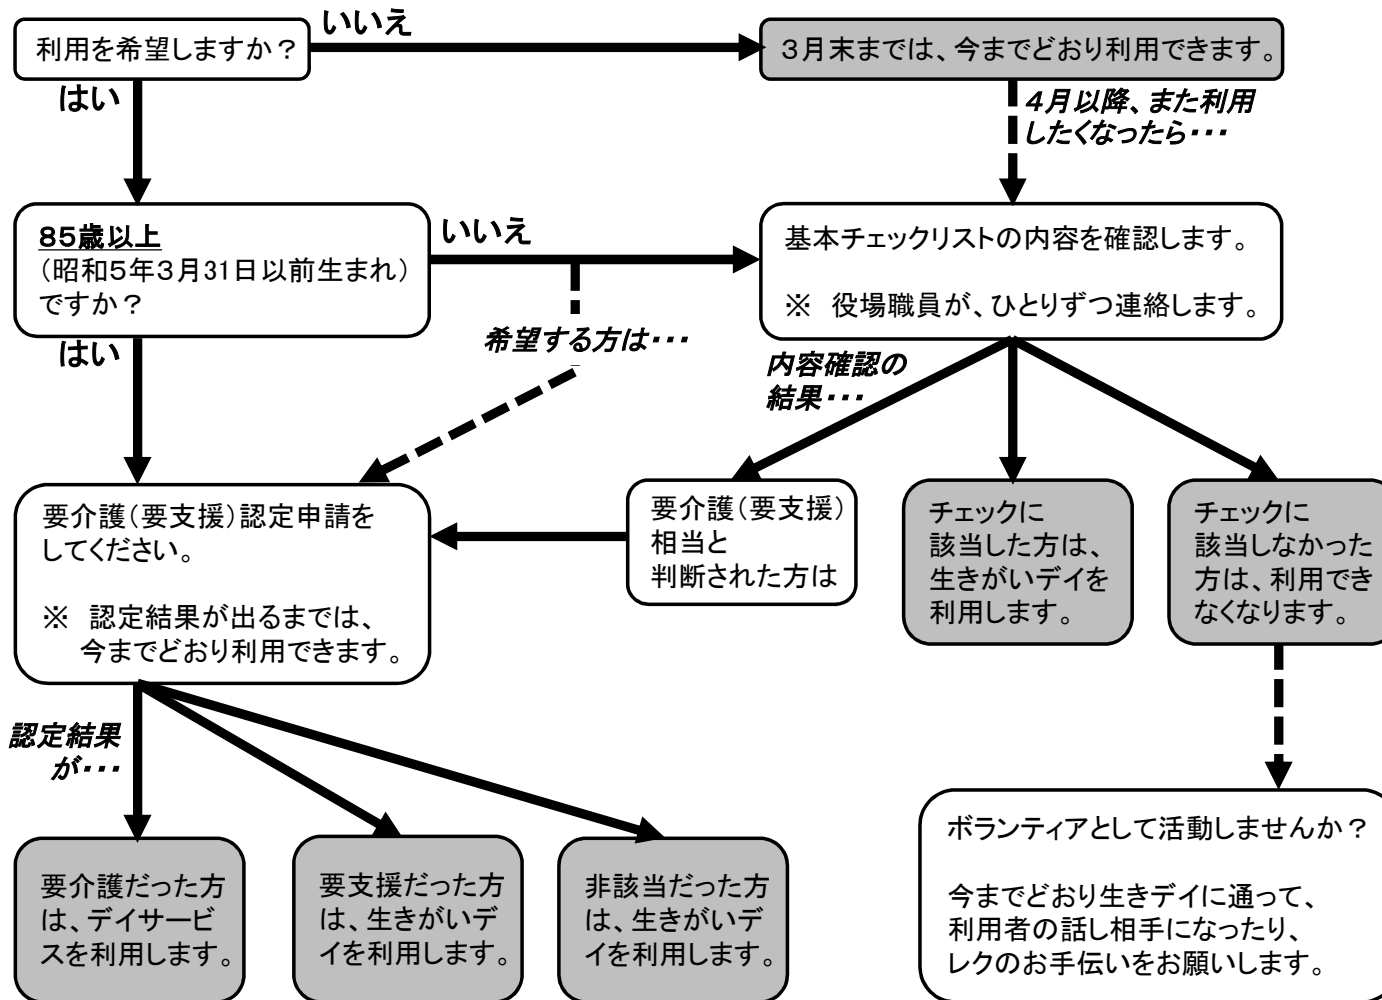 利用を希望しますか？
いいえ
３月末までは、今までどおり利用できます。
はい
４月以降、また利用
したくなったら・・・
85歳以上
（昭和５年３月31日以前生まれ）
ですか？
いいえ
基本チェックリストの内容を確認します。
※　役場職員が、ひとりずつ連絡します。
はい
希望する方は・・・
内容確認の
結果・・・
要介護（要支援）認定申請を
してください。
※　認定結果が出るまでは、
今までどおり利用できます。
要介護（要支援）
相当と
判断された方は
チェックに
該当した方は、
生きがいデイを
利用します。
チェックに
該当しなかった
方は、利用でき
なくなります。
認定結果
が・・・
要介護だった方
は、デイサービ
スを利用します。
要支援だった方
は、生きがいデ
イを利用します。
非該当だった方
は、生きがいデ
イを利用します。
ボランティアとして活動しませんか？
今までどおり生きデイに通って、
利用者の話し相手になったり、
レクのお手伝いをお願いします。